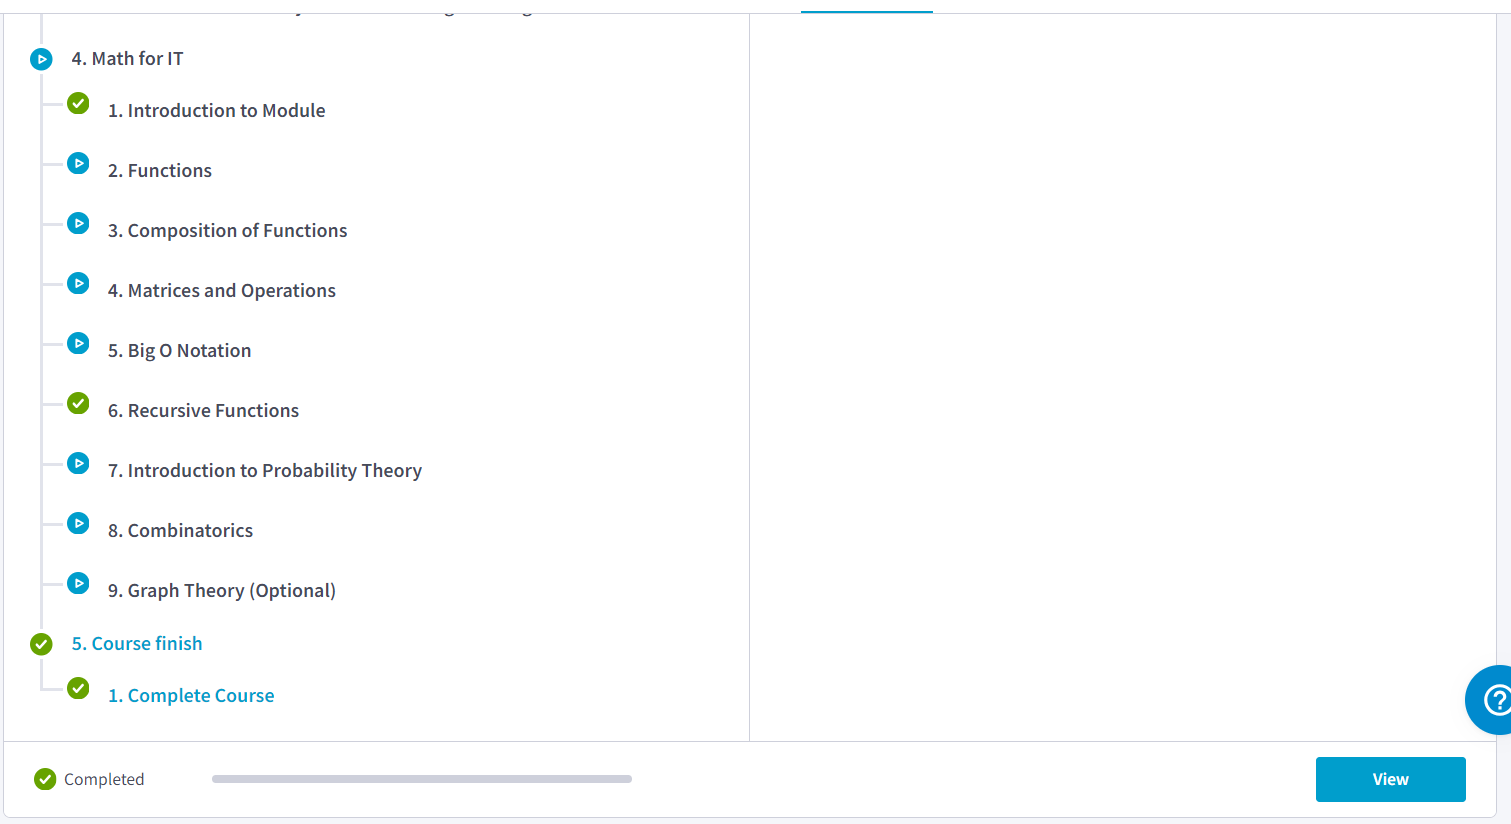 4. Math for IT
1. Introduction to Module
2. Functions
3. Composition of Functions
4. Matrices and Operations
5. Big O Notation
6. Recursive Functions
7. Introduction to Probability Theory
8. Combinatorics
9. Graph Theory (Optional)
5. Course finish
1. Complete Course
Completed
View